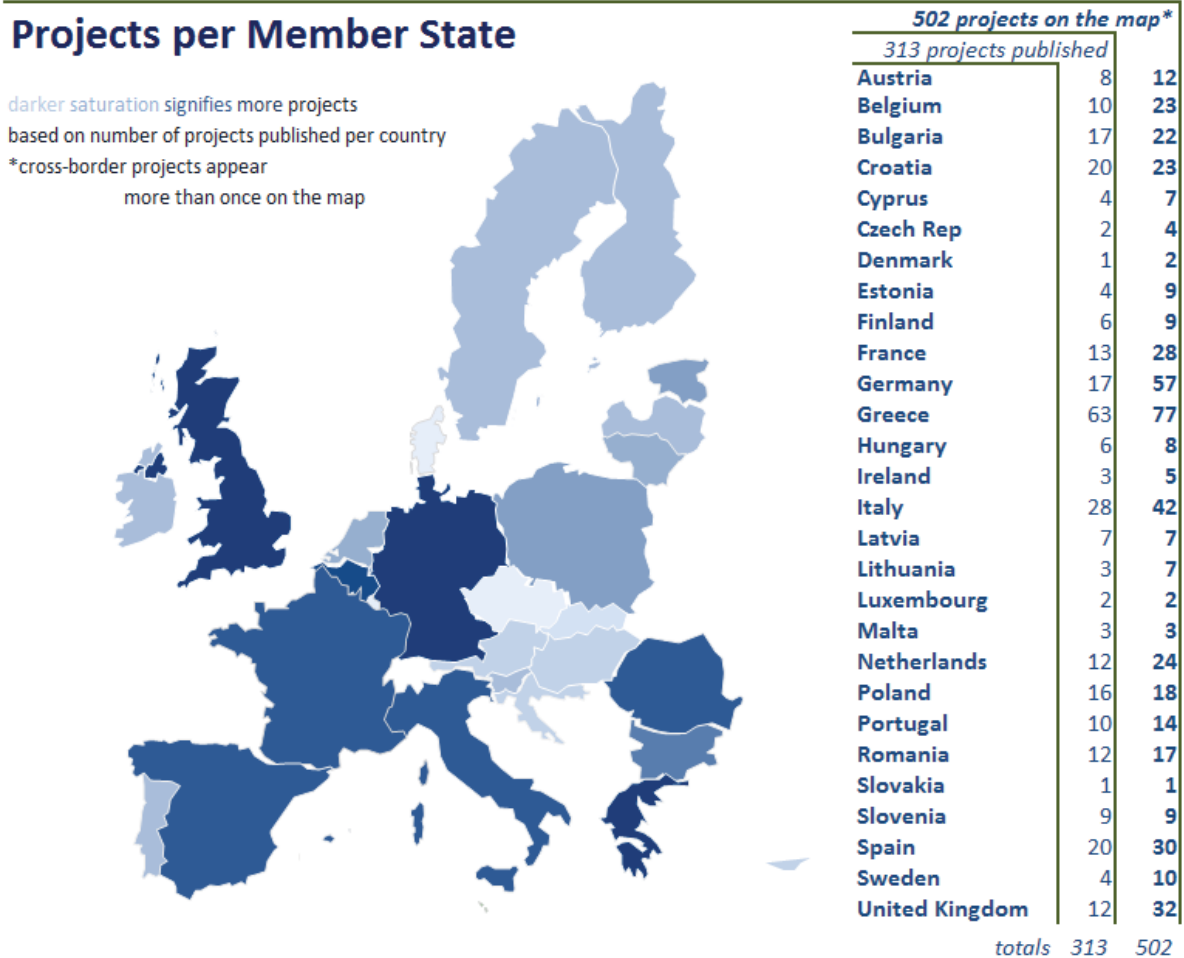 Projects per Member State
darker saturation signifies more projects
based on number of projects published per country
*cross-border projects appear
more than once on the map
502 projects on the map*
313 projects published
Austria 8 12
Belgium 10 23
Bulgaria 17 22
Croatia 20 23
Cyprus 4 7
Czech Rep 2 4
Denmark 1 2
Estonia 4 9
Finland 6 9
France 13 28
Germany 17 57
Greece 63 77
Hungary 6 8
Ireland 3 5
Italy 28 42
Latvia 7 7
Lithuania 3 7
Luxembourg 2 2
Malta 3 3
Netherlands 12 24
Poland 16 18
Portugal 10 14
Romania 12 17
Slovakia 1 1
Slovenia 9 9
Spain 20 30
Sweden 4 10
United Kingdom 12 32
totals 313 502